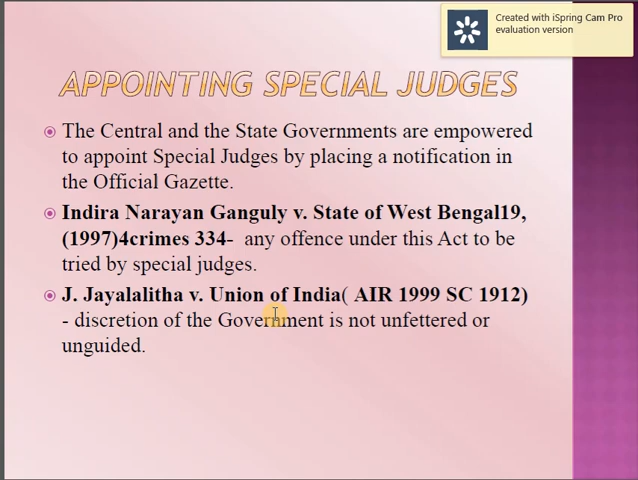 Created with iSpring Cam Pro
evaluation version
APPOINTING SPECIAL JUDGES
The Central and the State Governments are empowered
to appoint Special Judges by placing a notification in
the Official Gazette.
Indira Narayan Ganguly v. State of West Bengal19,
(1997)4crimes 334- any offence under this Act to be
tried by special judges.
J. Jayalalitha v. Union of India( AIR 1999 SC 1912)
- discretion of the Government is not unfettered or
unguided.